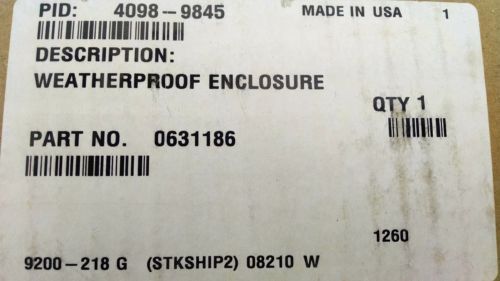 PID: 4098-9845 MADE IN USA 1
DESCRIPTION:
WEATHERPROOF ENCLOSURE
QTY 1
PART NO. 0631186
1260
9200-218 G (STKSHIP2) 08210 W